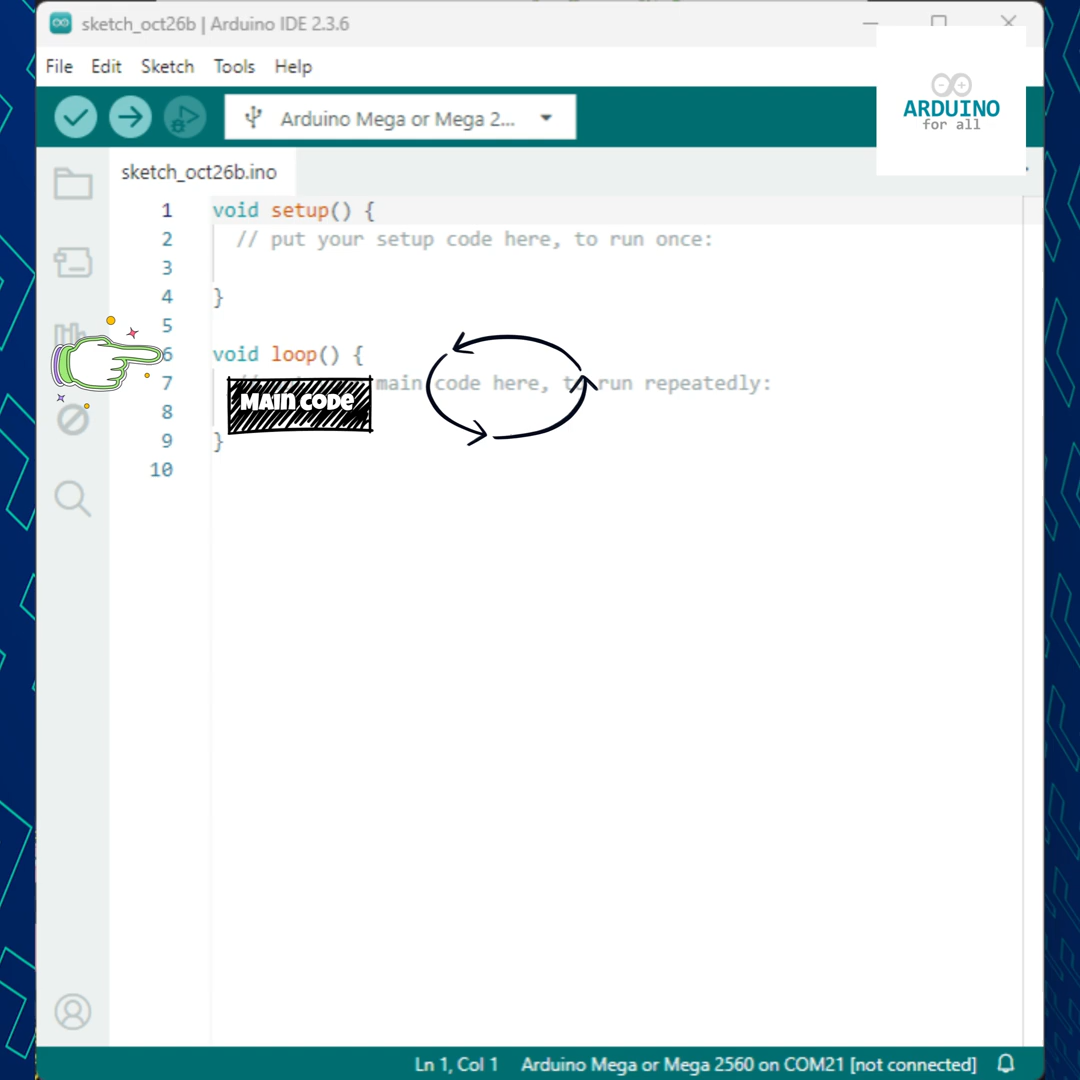 sketch_oct26b | Arduino IDE 2.3.6
File Edit Sketch Tools Help
ARDUINO
for all
Arduino Mega or Mega 2...
sketch_oct26b.ino
1 void setup() {
2 // put your setup code here, to run once:
3
4 }
5
6 void loop() {
7 main code here, to run repeatedly:
Main code
8
9 }
10
Ln 1, Col 1 Arduino Mega or Mega 2560 on COM21 [not connected]